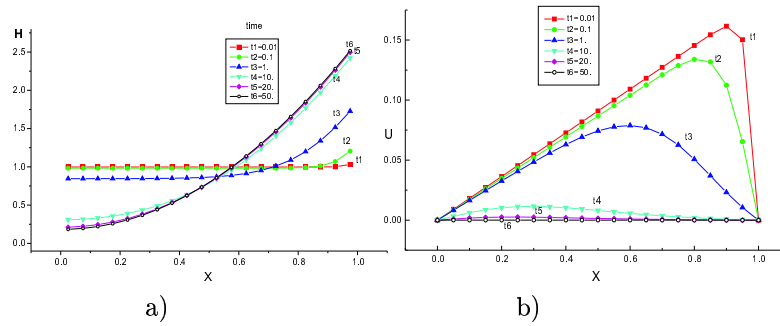 time
H
t1=0.01
t2=0.1
t3=1.
t4=10.
t5=20.
t6=50.
2.5
2.0
1.5
1.0
0.5
0.0
t6
t5
t4
t3
t2
t1
0.0
0.2
0.4
0.6
0.8
1.0
X
a)
t1=0.01
t2=0.1
t3=1.
t4=10.
t5=20.
t6=50.
U
0.15
0.10
0.05
0.00
t1
t2
t3
t4
t5
t6
0.0
0.2
0.4
0.6
0.8
1.0
X
b)